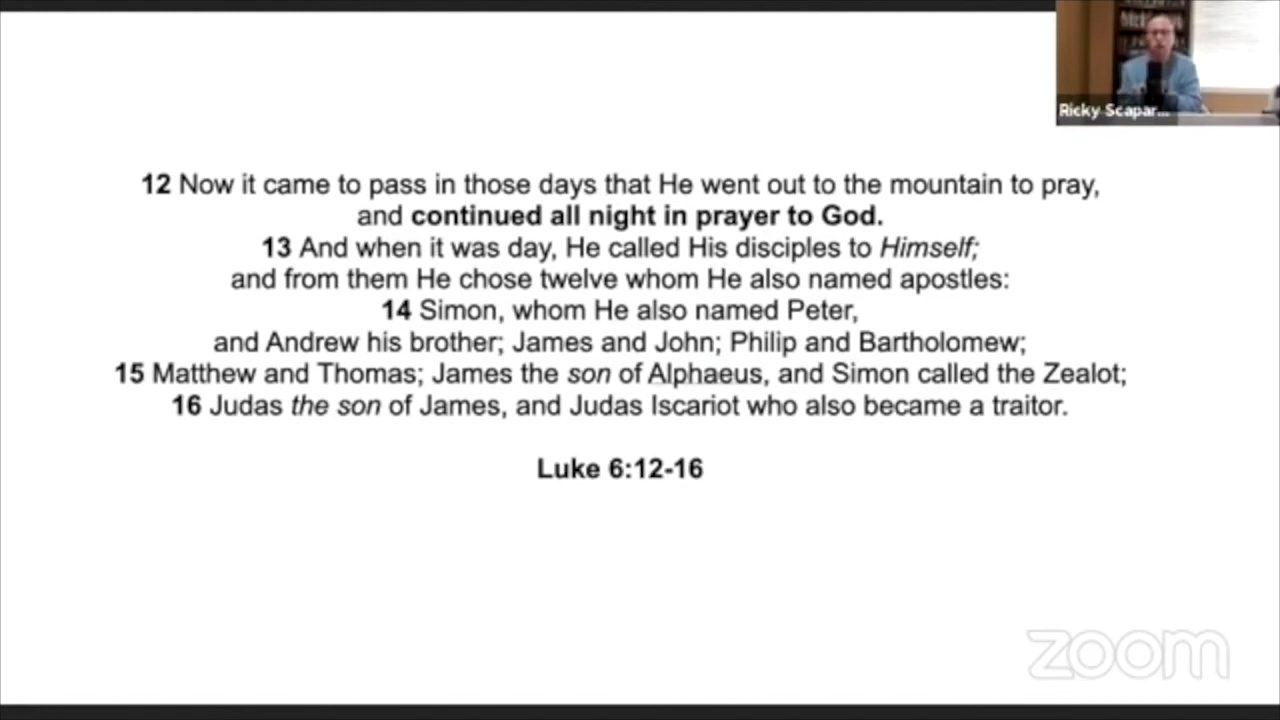 Ricky Scapar...
12 Now it came to pass in those days that He went out to the mountain to pray,
and continued all night in prayer to God.
13 And when it was day, He called His disciples to Himself;
and from them He chose twelve whom He also named apostles:
14 Simon, whom He also named Peter,
and Andrew his brother; James and John; Philip and Bartholomew;
15 Matthew and Thomas; James the son of Alphaeus, and Simon called the Zealot;
16 Judas the son of James, and Judas Iscariot who also became a traitor.
Luke 6:12-16
zoom